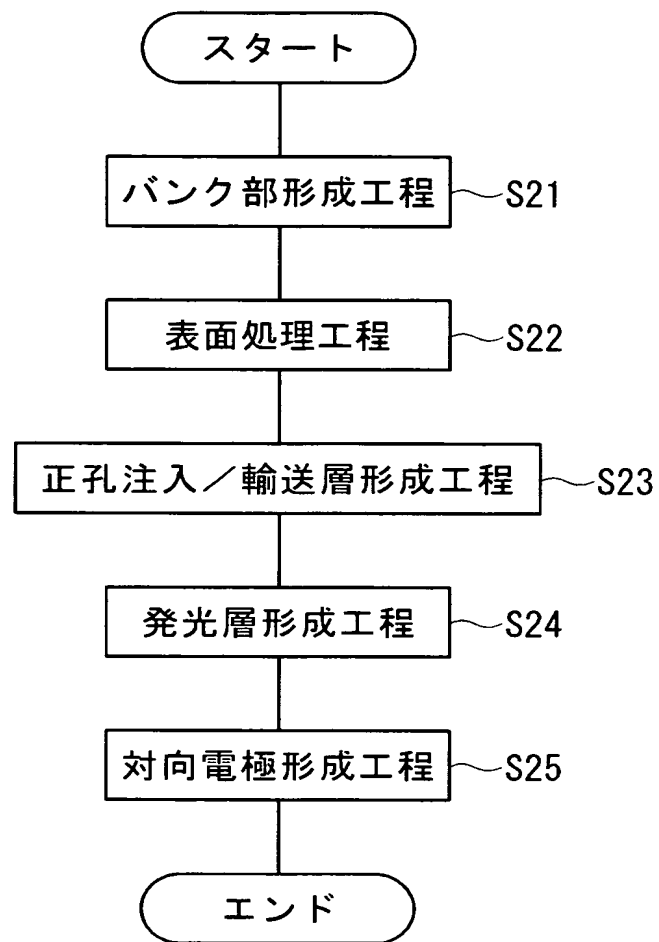 スタート
バンク部形成工程 S21
表面処理工程 S22
正孔注入／輸送層形成工程 S23
発光層形成工程 S24
対向電極形成工程 S25
エンド